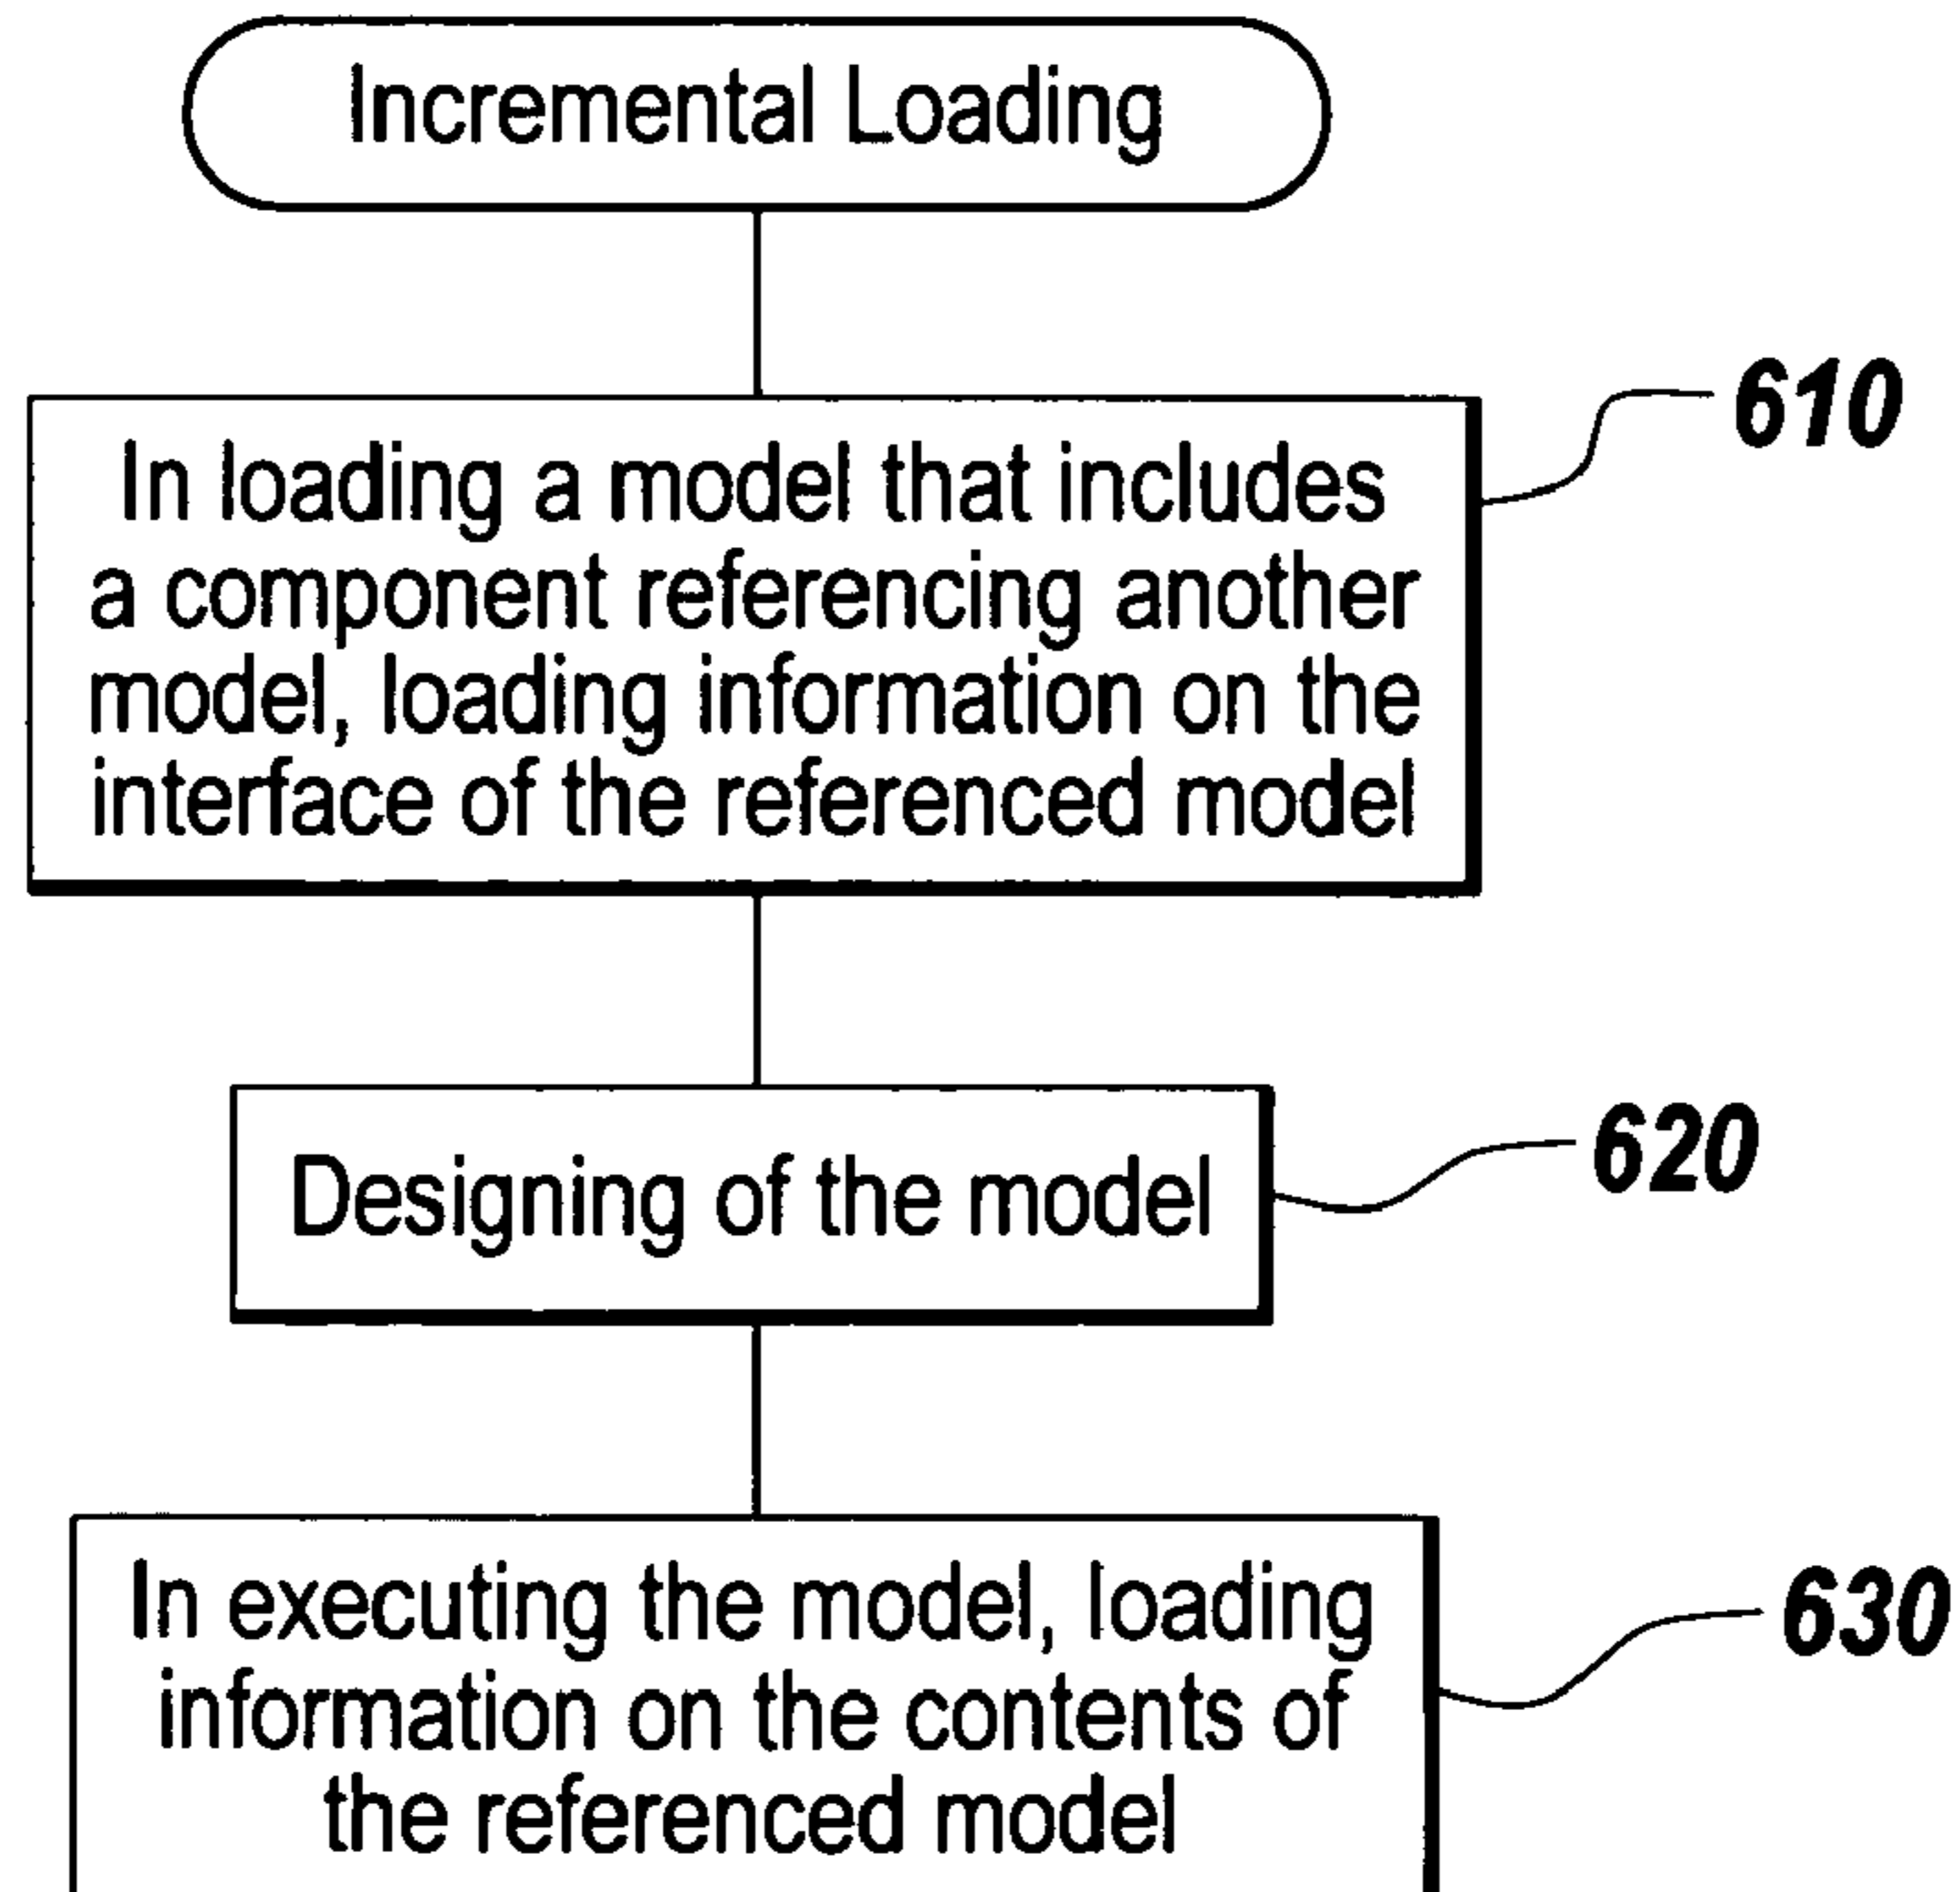 Incremental Loading
610
In loading a model that includes
a component referencing another
model, loading information on the
interface of the referenced model
620
Designing of the model
630
In executing the model, loading
information on the contents of
the referenced model